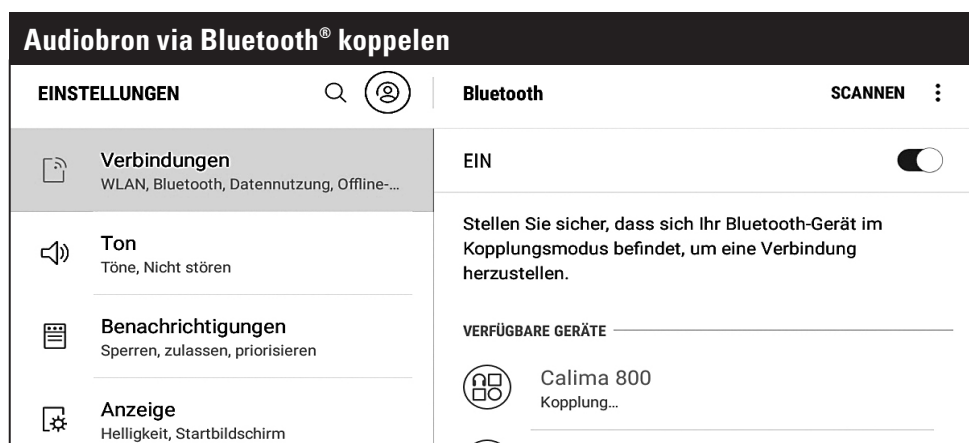 Audiobron via Bluetooth® koppelen
EINSTELLUNGEN
Verbindungen
WLAN, Bluetooth, Datennutzung, Offline-...
Ton
Töne, Nicht stören
Benachrichtigungen
Sperren, zulassen, priorisieren
Anzeige
Helligkeit, Startbildschirm
Bluetooth
SCANNEN
EIN
Stellen Sie sicher, dass sich Ihr Bluetooth-Gerät im
Kopplungsmodus befindet, um eine Verbindung
herzustellen.
VERFÜGBARE GERÄTE
Calima 800
Kopplung...